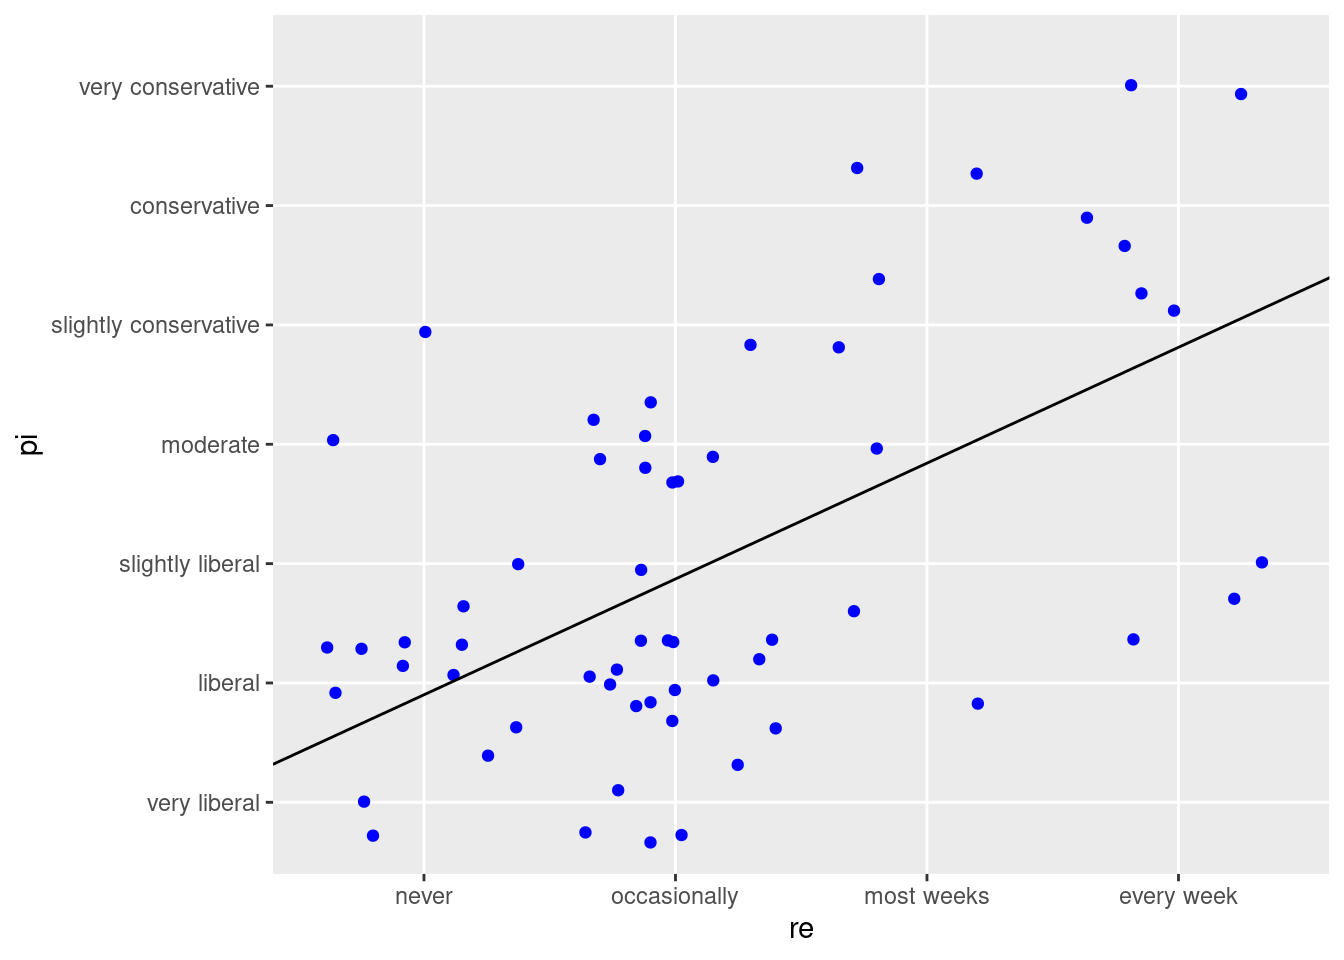 very conservative
conservative
slightly conservative
moderate
slightly liberal
liberal
very liberal
pi
never occasionally most weeks every week
re